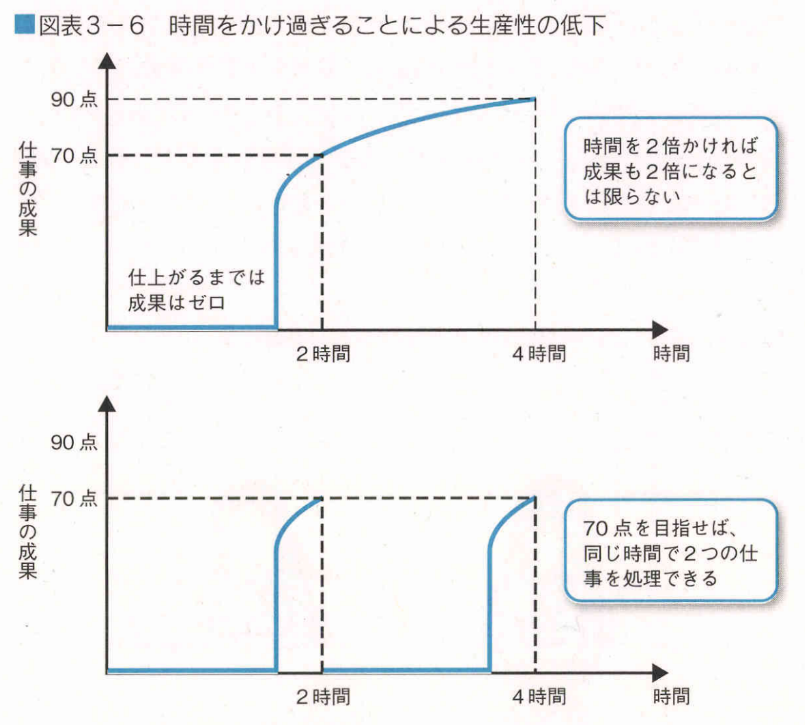 ■図表３－６　時間をかけ過ぎることによる生産性の低下
90点
70点
仕事の成果
仕上がるまでは
成果はゼロ
2時間
4時間
時間
時間を２倍かければ
成果も２倍になると
は限らない
90点
70点
仕事の成果
2時間
4時間
時間
70点を目指せば、
同じ時間で２つの仕
事を処理できる